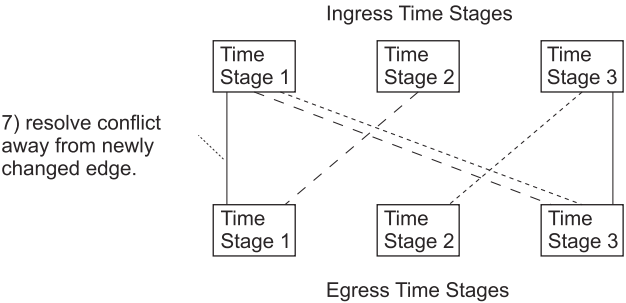 Ingress Time Stages
Time
Stage 1
Time
Stage 2
Time
Stage 3
7) resolve conflict
away from newly
changed edge.
Time
Stage 1
Time
Stage 2
Time
Stage 3
Egress Time Stages